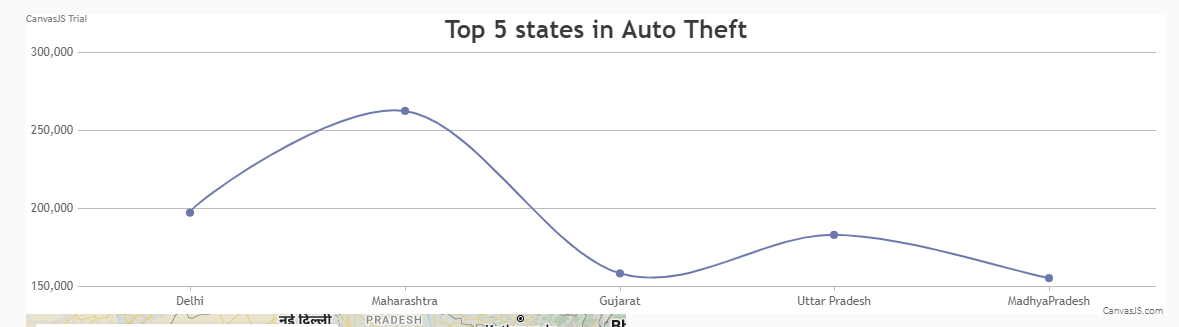 CanvasJS Trial
Top 5 states in Auto Theft
300,000
250,000
200,000
150,000
Delhi Maharashtra Gujarat Uttar Pradesh MadhyaPradesh
CanvasJS.com
नई दिल्ली PRADESH